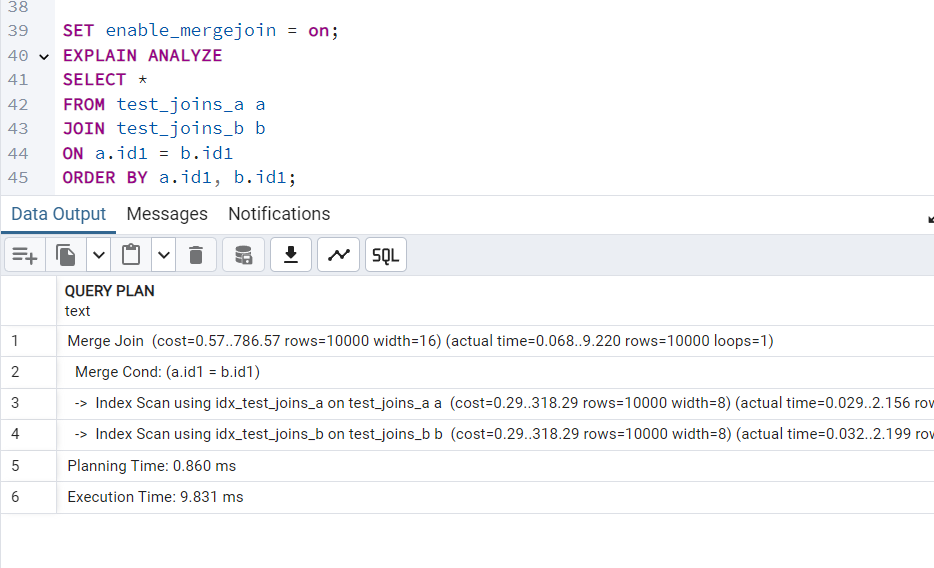 38
39 SET enable_mergejoin = on;
40 EXPLAIN ANALYZE
41 SELECT *
42 FROM test_joins_a a
43 JOIN test_joins_b b
44 ON a.id1 = b.id1
45 ORDER BY a.id1, b.id1;
Data Output Messages Notifications
SQL
QUERY PLAN
text
1 Merge Join (cost=0.57..786.57 rows=10000 width=16) (actual time=0.068..9.220 rows=10000 loops=1)
2 Merge Cond: (a.id1 = b.id1)
3 -> Index Scan using idx_test_joins_a on test_joins_a a (cost=0.29..318.29 rows=10000 width=8) (actual time=0.029..2.156 rov
4 -> Index Scan using idx_test_joins_b on test_joins_b b (cost=0.29..318.29 rows=10000 width=8) (actual time=0.032..2.199 rov
5 Planning Time: 0.860 ms
6 Execution Time: 9.831 ms